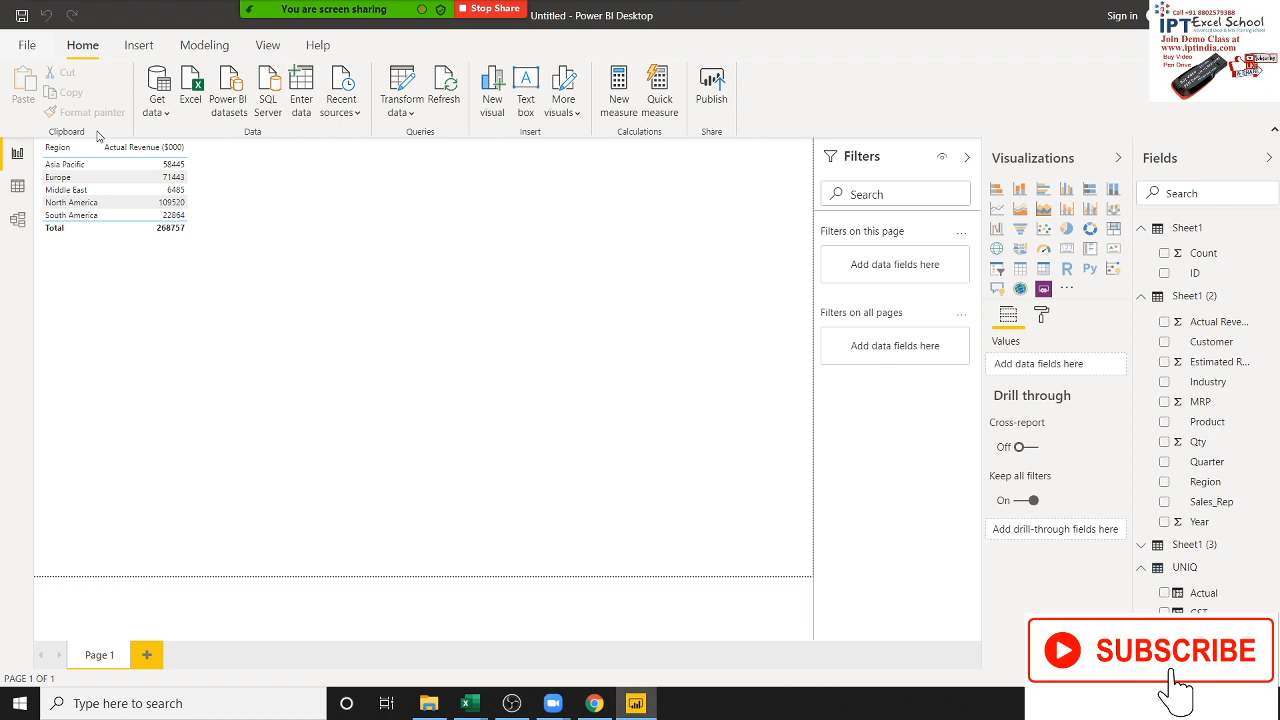 You are screen sharing
Stop Share
Untitled - Power BI Desktop
Sign in
Call +91 8802579388
IPT Excel School
Advanced Excel & VBA Training School
Join Demo Class at
www.iptindia.com
Buy Video
Pen Drive
File
Home
Insert
Modeling
View
Help
Paste
Cut
Copy
Format painter
Clipboard
Get data
Excel
Power BI datasets
SQL Server
Enter data
Recent sources
Data
Transform data
Refresh
Queries
New visual
Text box
More visuals
Insert
New measure
Quick measure
Calculations
Publish
Share
Region Actual Revenue ($000)
Asia Pacific 58445
Europe 71443
Middle East 6485
North America 109520
South America 22864
Total 268757
Filters
Search
Filters on this page
Add data fields here
Filters on all pages
Add data fields here
Visualizations
R
Py
Values
Add data fields here
Drill through
Cross-report
Off
Keep all filters
On
Add drill-through fields here
Fields
Search
Sheet1
Count
ID
Sheet1 (2)
Actual Reve...
Customer
Estimated R...
Industry
MRP
Product
Qty
Quarter
Region
Sales_Rep
Year
Sheet1 (3)
UNIQ
Actual
SUBSCRIBE
Page 1
PAGE 1 OF 1
Type here to search